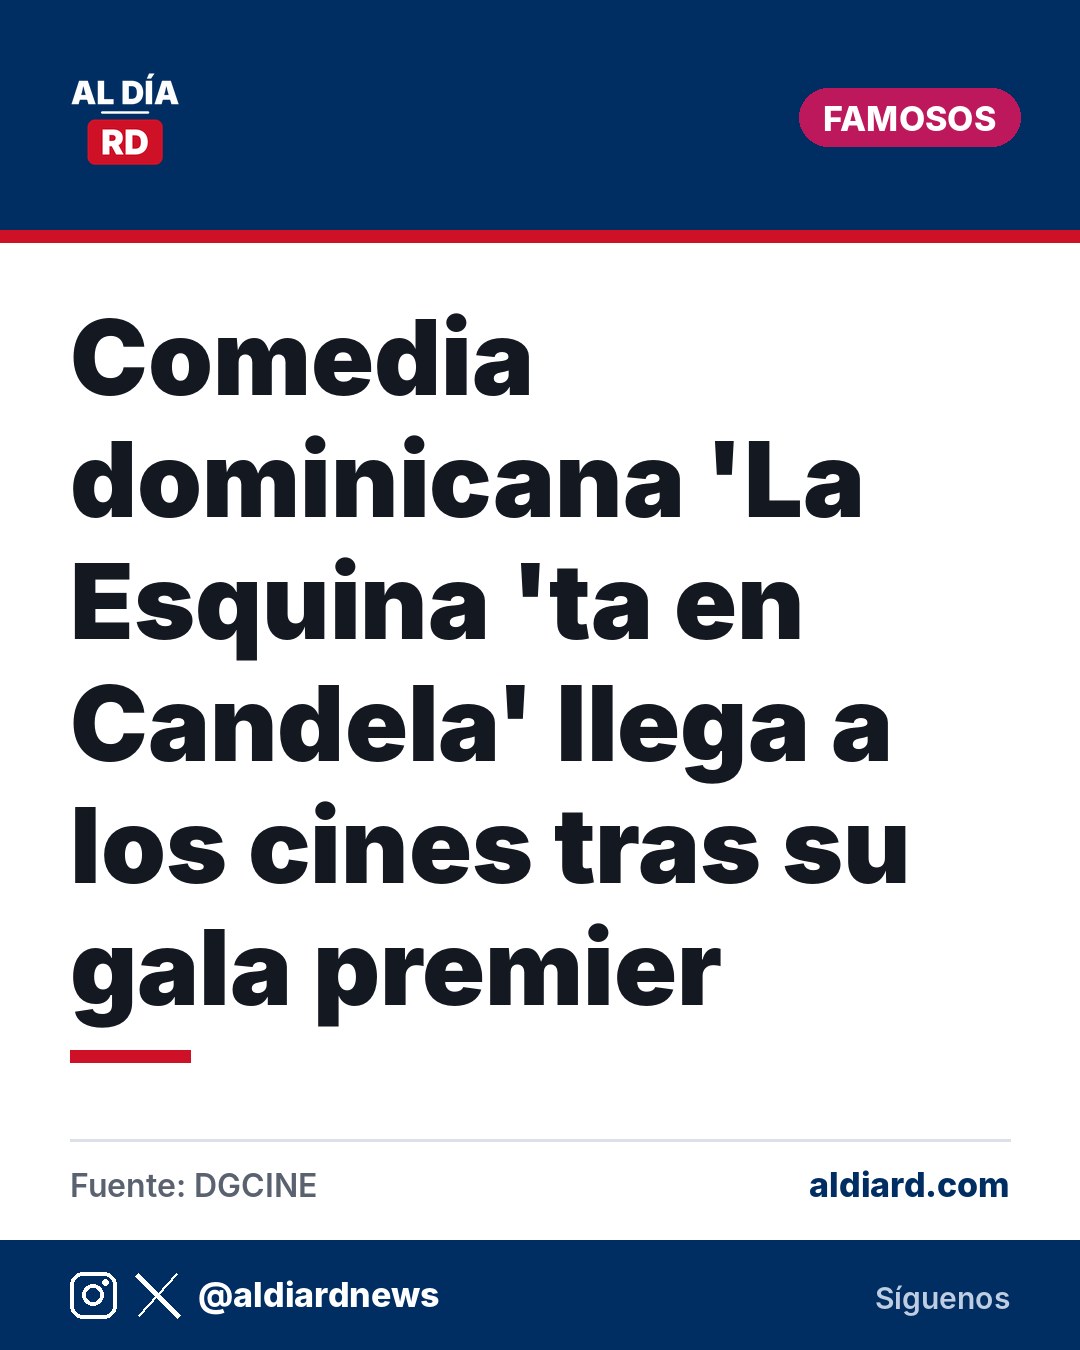 AL DÍA
RD
FAMOSOS
Comedia
dominicana 'La
Esquina 'ta en
Candela' llega a
los cines tras su
gala premier
Fuente: DGCINE
aldiard.com
@aldiardnews
Síguenos